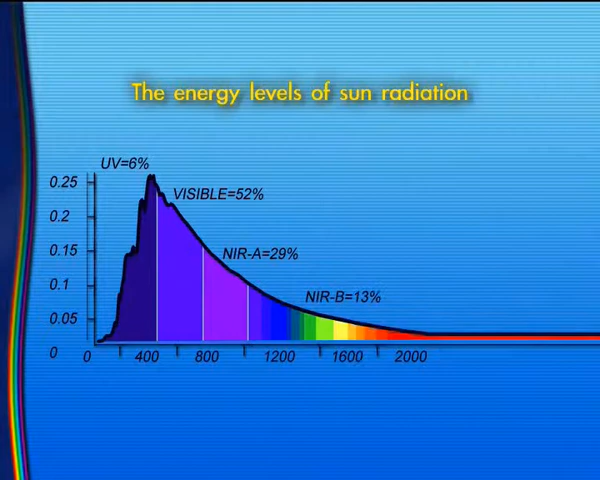 The energy levels of sun radiation
UV=6%
0.25
VISIBLE=52%
0.2
0.15
NIR-A=29%
0.1
NIR-B=13%
0.05
0
0 400 800 1200 1600 2000